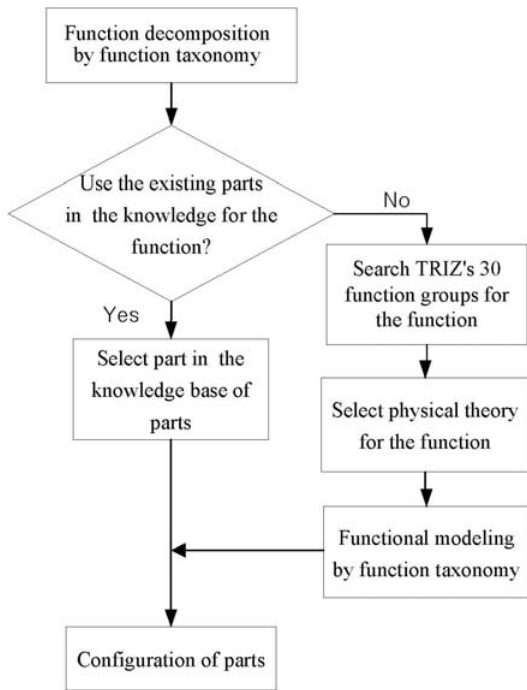 Function decomposition
by function taxonomy
Use the existing parts
in the knowledge for the
function?
No
Search TRIZ's 30
function groups for
the function
Yes
Select part in the
knowledge base of
parts
Select physical theory
for the function
Functional modeling
by function taxonomy
Configuration of parts